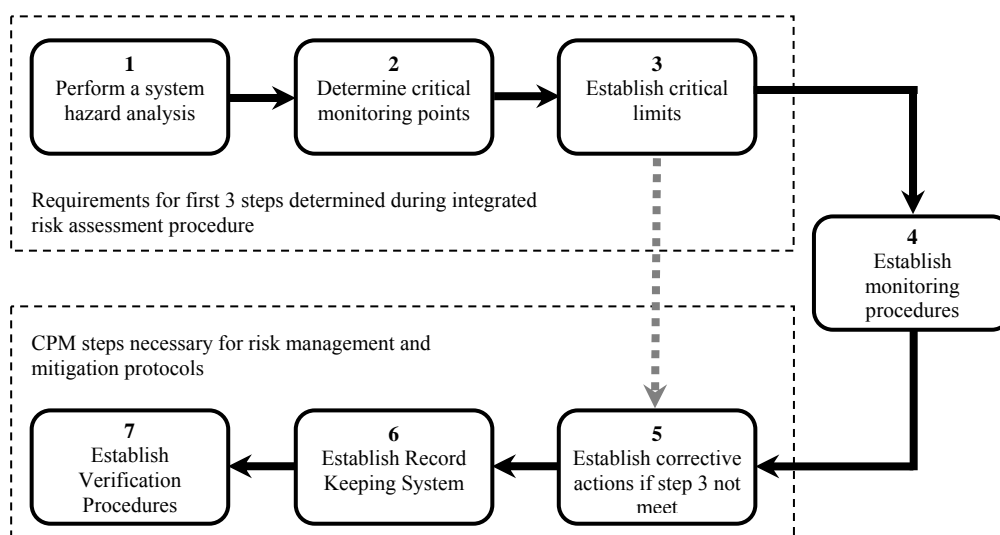 1
Perform a system
hazard analysis
2
Determine critical
monitoring points
3
Establish critical
limits
Requirements for first 3 steps determined during integrated
risk assessment procedure
4
Establish
monitoring
procedures
CPM steps necessary for risk management and
mitigation protocols
5
Establish corrective
actions if step 3 not
meet
6
Establish Record
Keeping System
7
Establish
Verification
Procedures